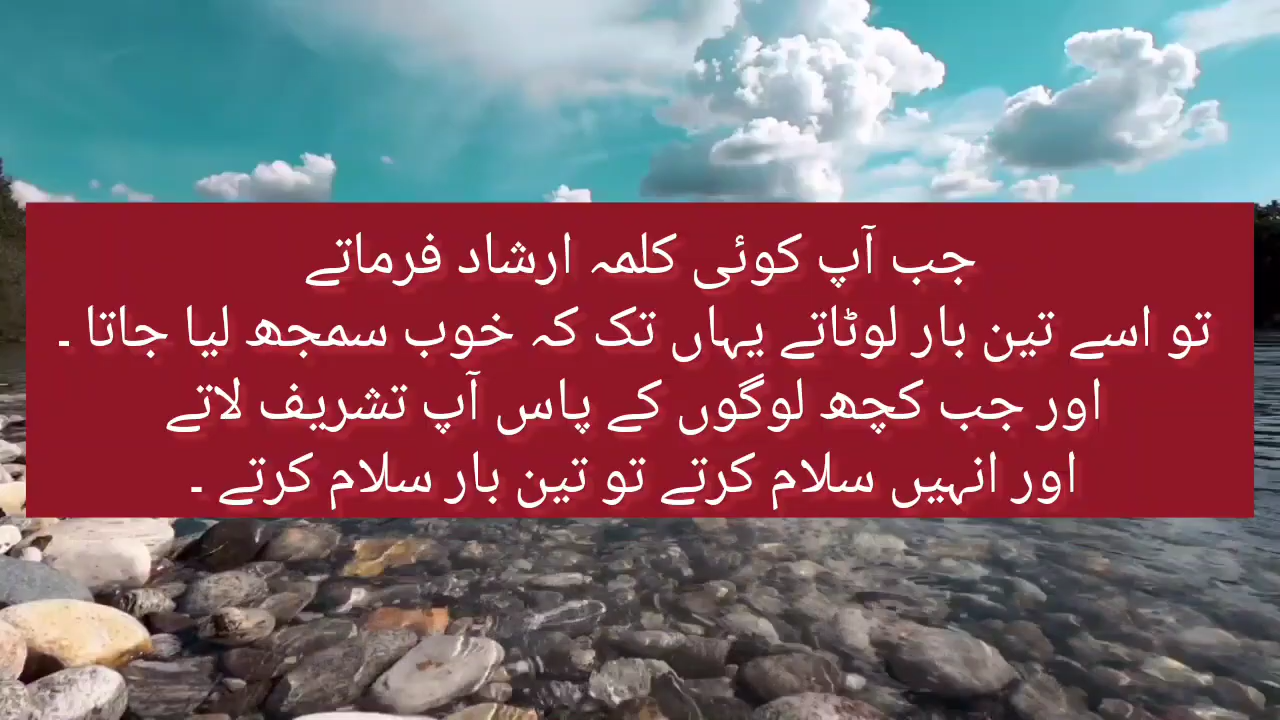 جب آپ کوئی کلمہ ارشاد فرماتے
تو اسے تین بار لوٹاتے یہاں تک کہ خوب سمجھ لیا جاتا ۔
اور جب کچھ لوگوں کے پاس آپ تشریف لاتے
اور انہیں سلام کرتے تو تین بار سلام کرتے ۔